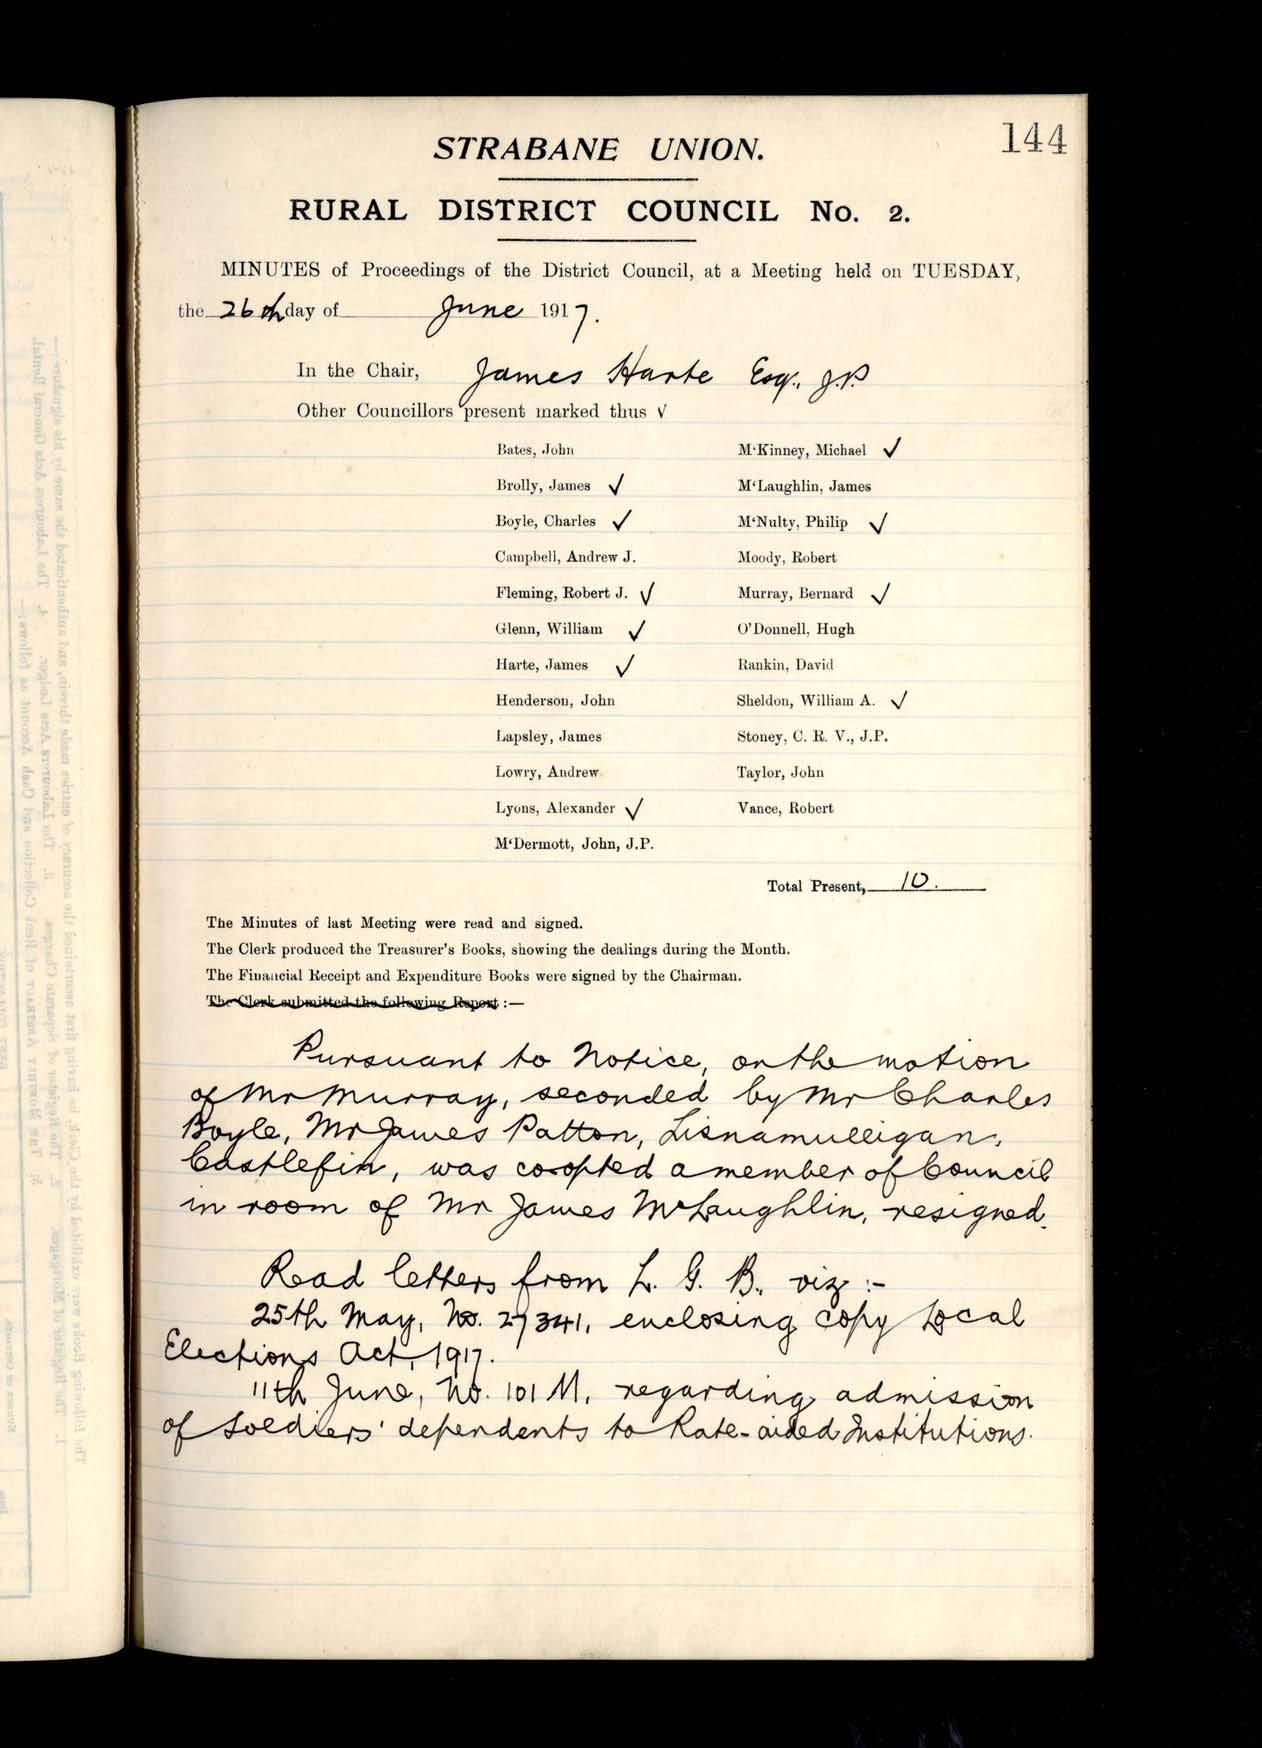 144
STRABANE UNION.
RURAL DISTRICT COUNCIL No. 2.
MINUTES of Proceedings of the District Council, at a Meeting held on TUESDAY,
the 26th day of June 1917.
In the Chair, James Harte Esq., J.P
Other Councillors present marked thus √
Bates, John
Brolly, James ✓
Boyle, Charles ✓
Campbell, Andrew J.
Fleming, Robert J. ✓
Glenn, William ✓
Harte, James ✓
Henderson, John
Lapsley, James
Lowry, Andrew
Lyons, Alexander ✓
M‘Dermott, John, J.P.
M‘Kinney, Michael ✓
M‘Laughlin, James
M‘Nulty, Philip ✓
Moody, Robert
Murray, Bernard ✓
O'Donnell, Hugh
Rankin, David
Sheldon, William A. ✓
Stoney, C. R. V., J.P.
Taylor, John
Vance, Robert
Total Present, 10.
The Minutes of last Meeting were read and signed.
The Clerk produced the Treasurer's Books, showing the dealings during the Month.
The Financial Receipt and Expenditure Books were signed by the Chairman.
The Clerk submitted the following Report :—
Pursuant to Notice, on the motion
of Mr Murray, seconded by Mr Charles
Boyle, Mr James Patton, Lisnamulligan,
Castlefin, was co-opted a member of Council
in room of Mr James McLaughlin, resigned.
Read letters from L. G. B. viz :-
25th May, No. 27341, enclosing copy Local
Elections Act, 1917.
11th June, No. 101 M, regarding admission
of Soldiers' dependents to Rate-aided Institutions.